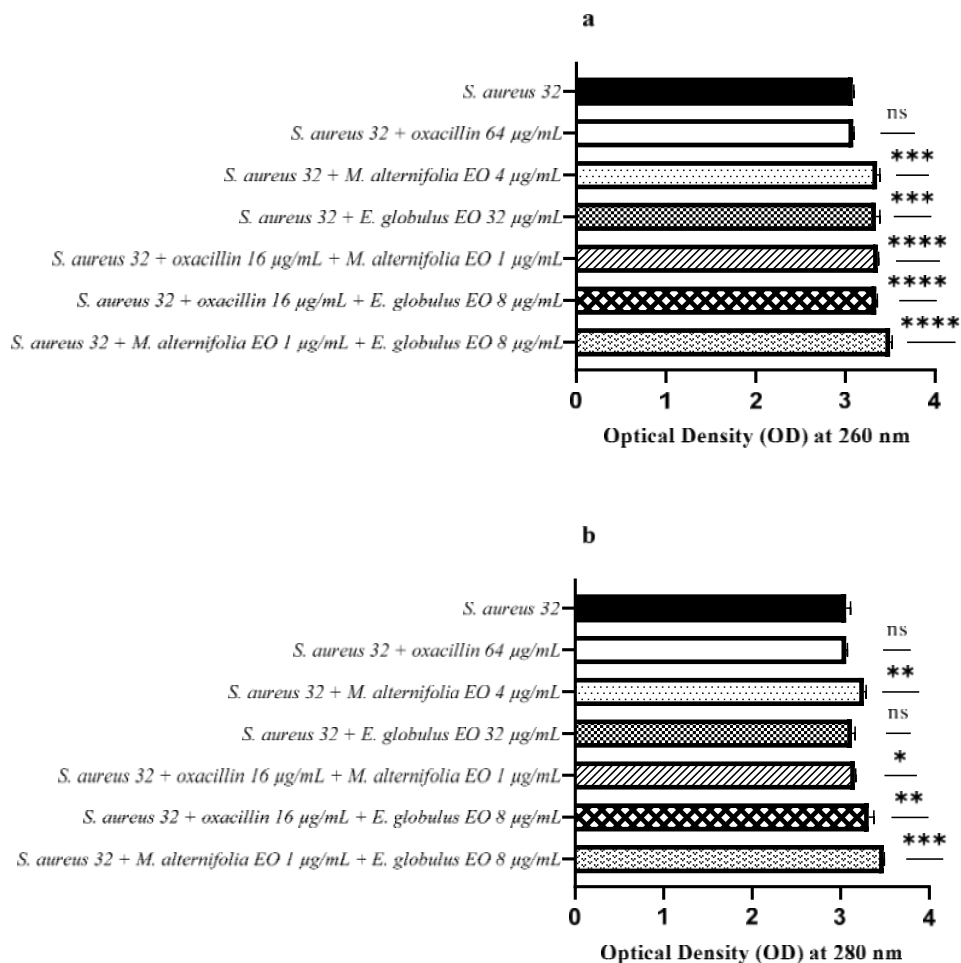 a
S. aureus 32
ns
S. aureus 32 + oxacillin 64 µg/mL
***
S. aureus 32 + M. alternifolia EO 4 µg/mL
***
S. aureus 32 + E. globulus EO 32 µg/mL
****
S. aureus 32 + oxacillin 16 µg/mL + M. alternifolia EO 1 µg/mL
****
S. aureus 32 + oxacillin 16 µg/mL + E. globulus EO 8 µg/mL
****
S. aureus 32 + M. alternifolia EO 1 µg/mL + E. globulus EO 8 µg/mL
0 1 2 3 4
Optical Density (OD) at 260 nm
b
S. aureus 32
ns
S. aureus 32 + oxacillin 64 µg/mL
**
S. aureus 32 + M. alternifolia EO 4 µg/mL
ns
S. aureus 32 + E. globulus EO 32 µg/mL
*
S. aureus 32 + oxacillin 16 µg/mL + M. alternifolia EO 1 µg/mL
**
S. aureus 32 + oxacillin 16 µg/mL + E. globulus EO 8 µg/mL
***
S. aureus 32 + M. alternifolia EO 1 µg/mL + E. globulus EO 8 µg/mL
0 1 2 3 4
Optical Density (OD) at 280 nm